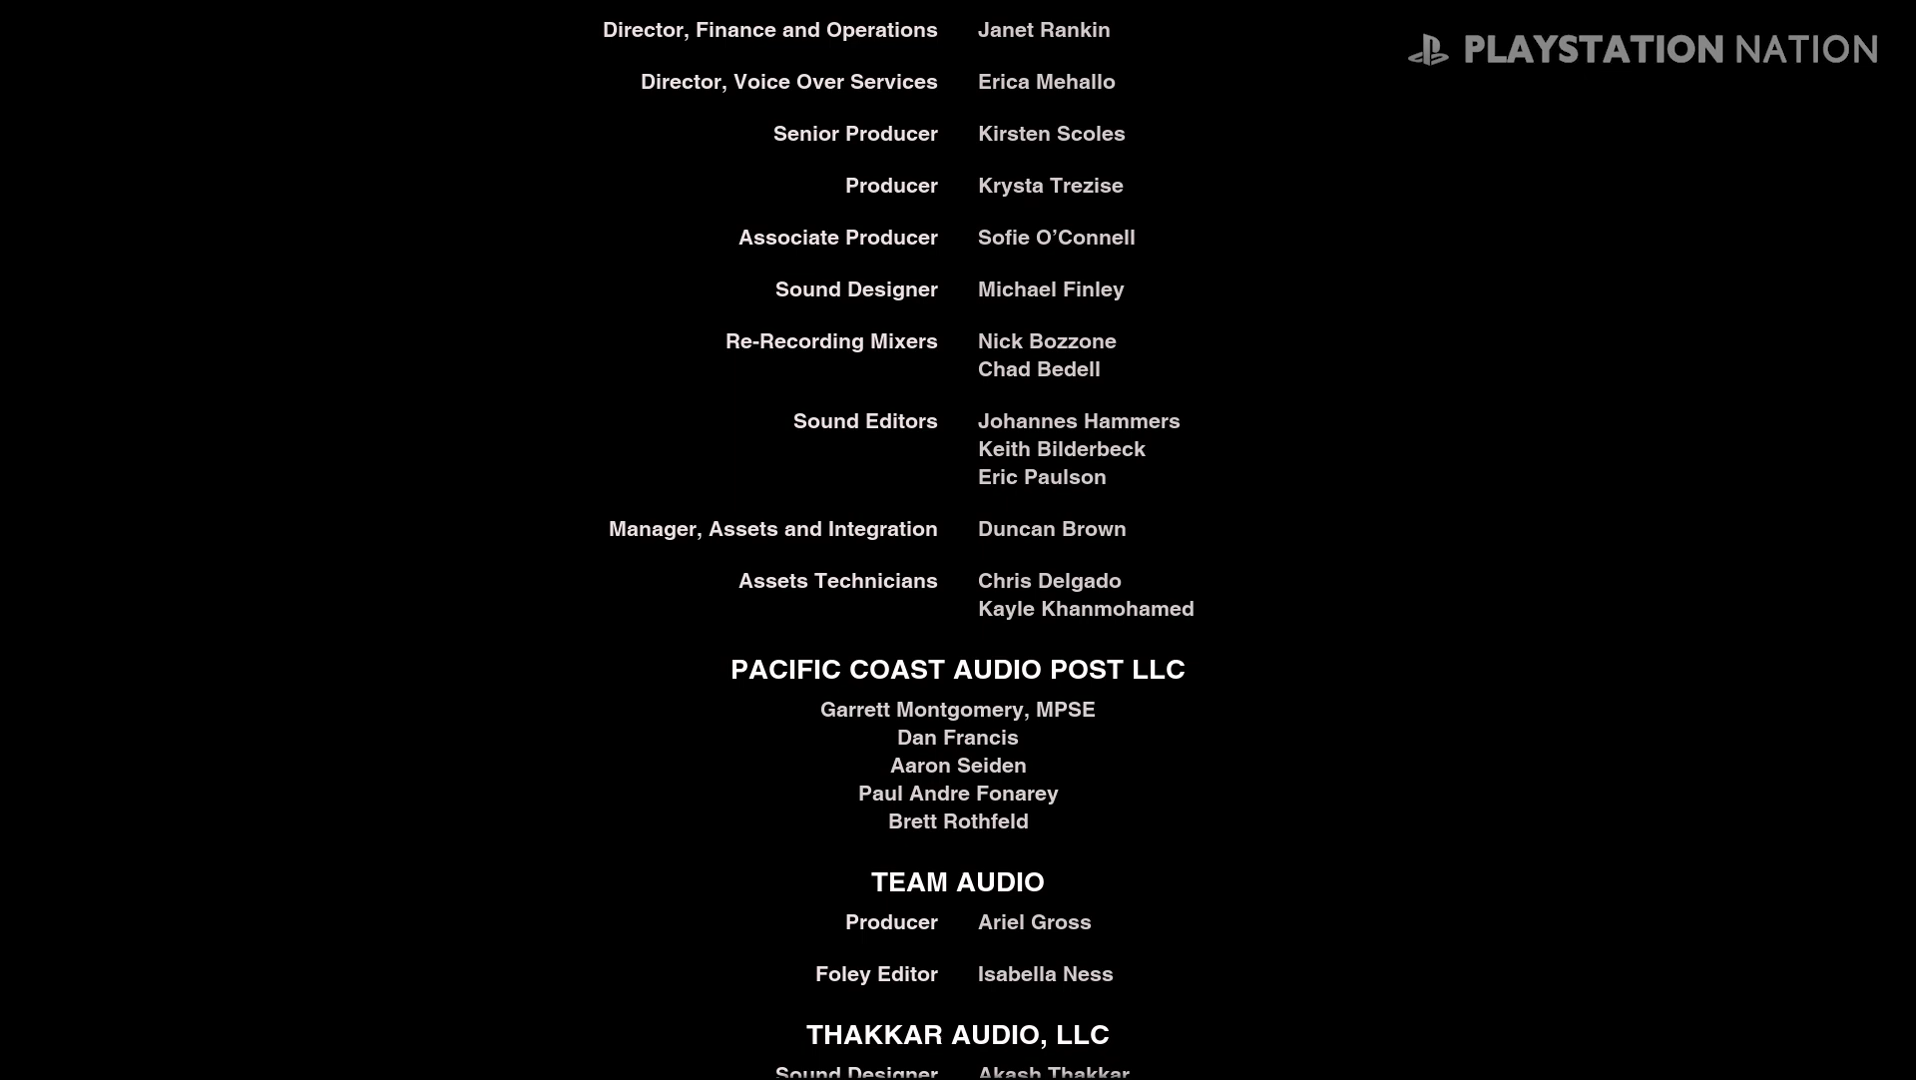 Director, Finance and Operations Janet Rankin
PLAYSTATION NATION
Director, Voice Over Services Erica Mehallo
Senior Producer Kirsten Scoles
Producer Krysta Trezise
Associate Producer Sofie O’Connell
Sound Designer Michael Finley
Re-Recording Mixers Nick Bozzone
Chad Bedell
Sound Editors Johannes Hammers
Keith Bilderbeck
Eric Paulson
Manager, Assets and Integration Duncan Brown
Assets Technicians Chris Delgado
Kayle Khanmohamed
PACIFIC COAST AUDIO POST LLC
Garrett Montgomery, MPSE
Dan Francis
Aaron Seiden
Paul Andre Fonarey
Brett Rothfeld
TEAM AUDIO
Producer Ariel Gross
Foley Editor Isabella Ness
THAKKAR AUDIO, LLC
Sound Designer Akash Thakkar